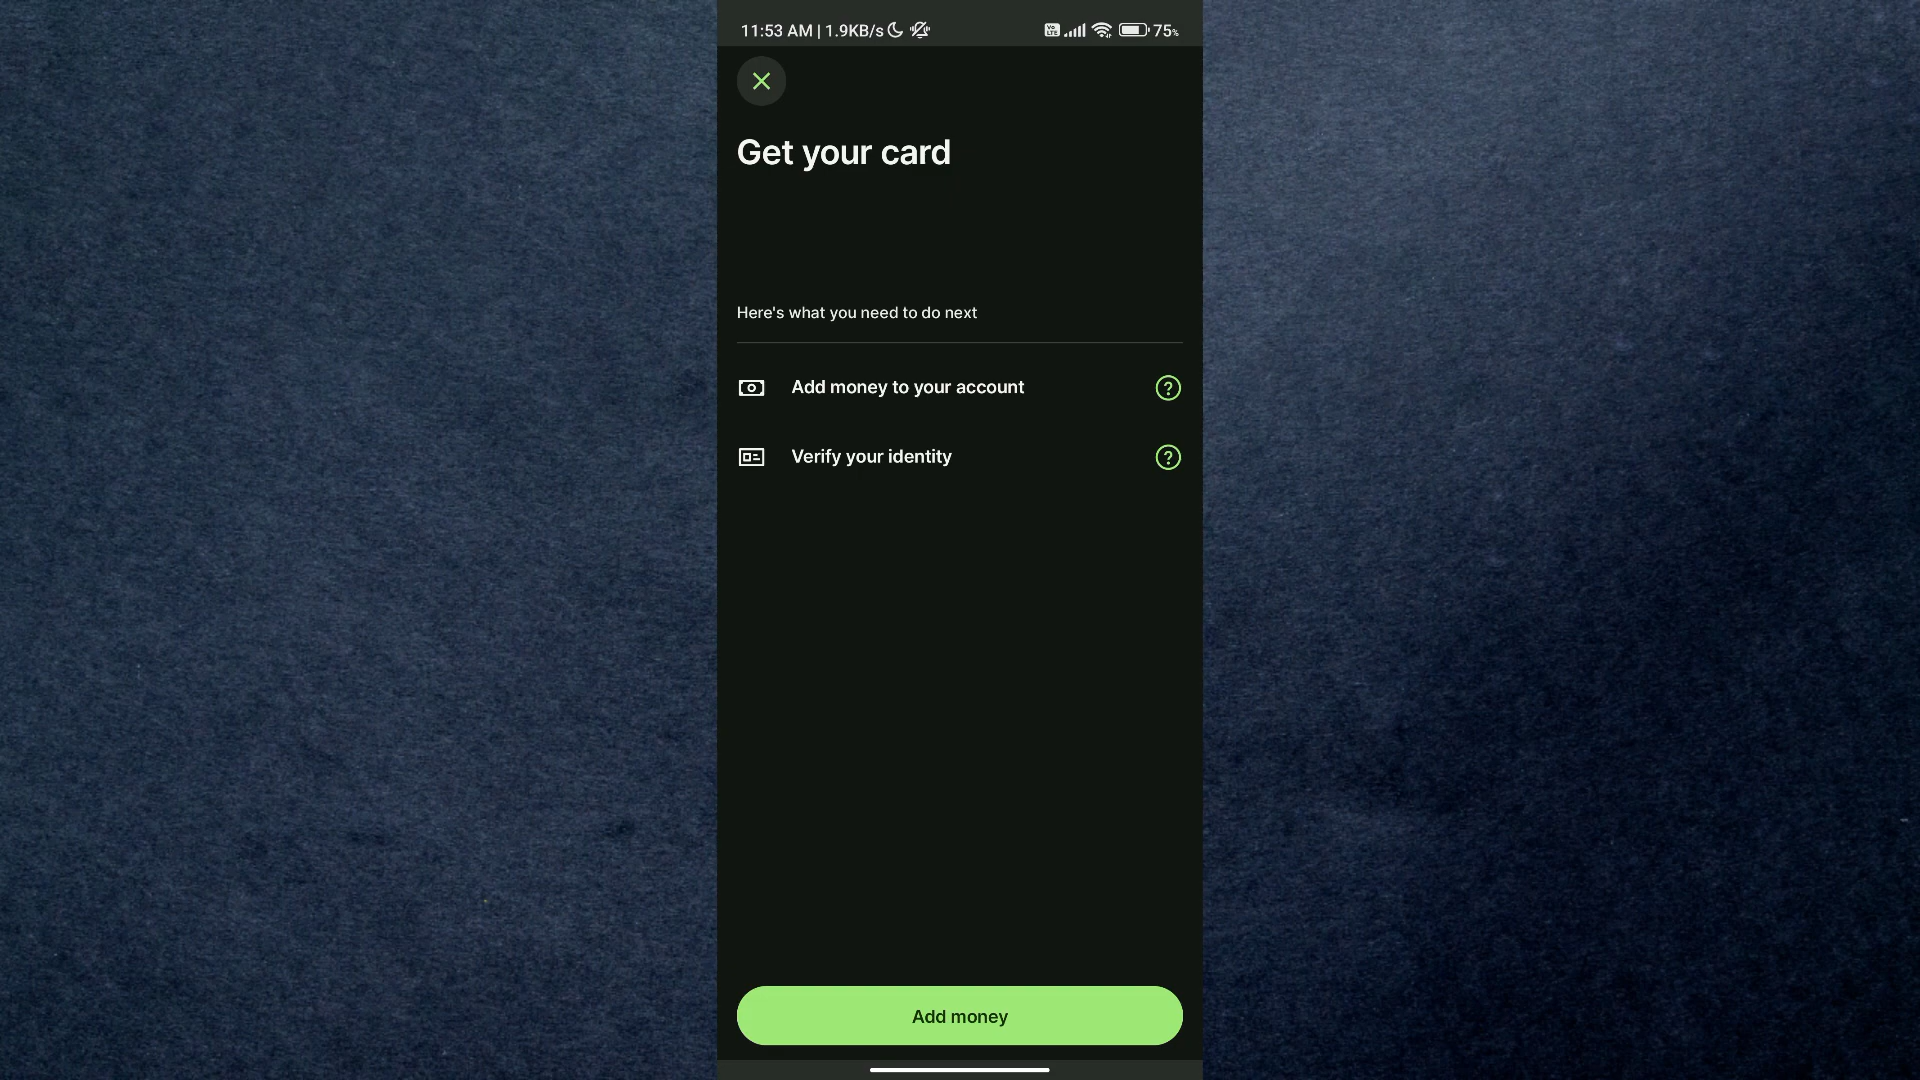 11:53 AM | 1.9KB/s 75%
Get your card
Here's what you need to do next
Add money to your account
Verify your identity
Add money